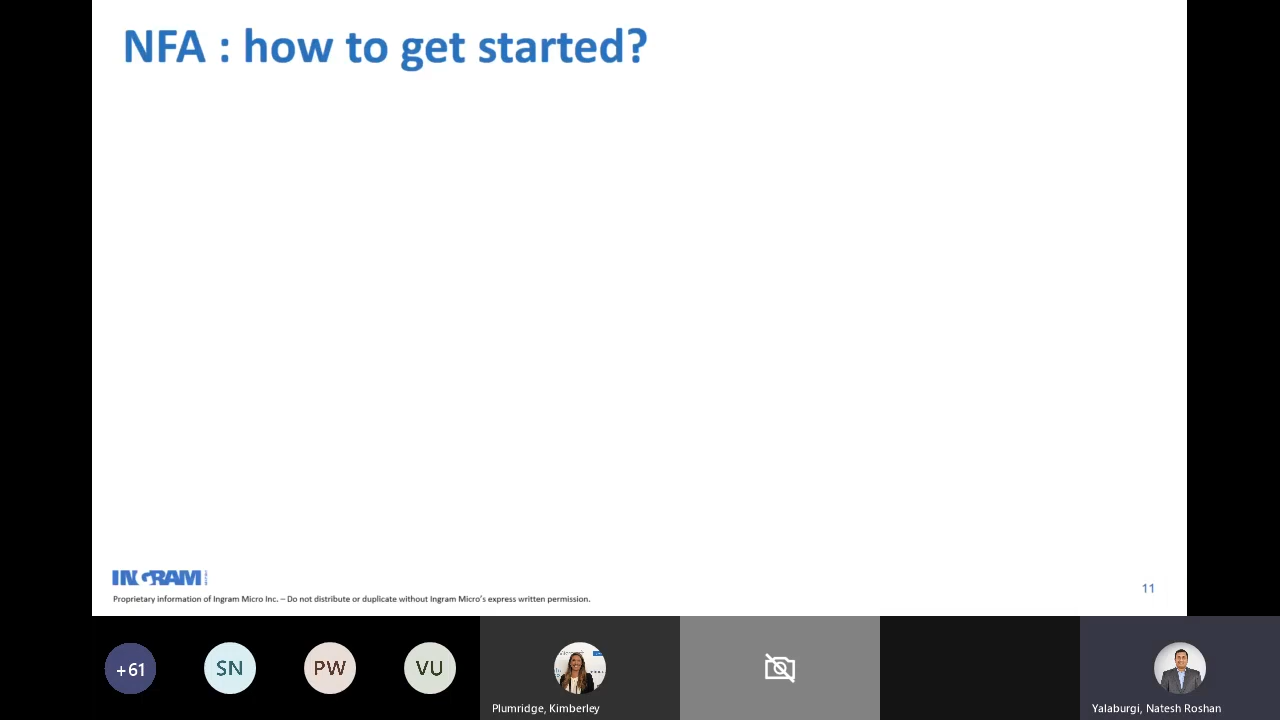 NFA : how to get started?
INGRAM
Proprietary information of Ingram Micro Inc. – Do not distribute or duplicate without Ingram Micro's express written permission.
11
+61
SN
PW
VU
Plumridge, Kimberley
Yalaburgi, Natesh Roshan